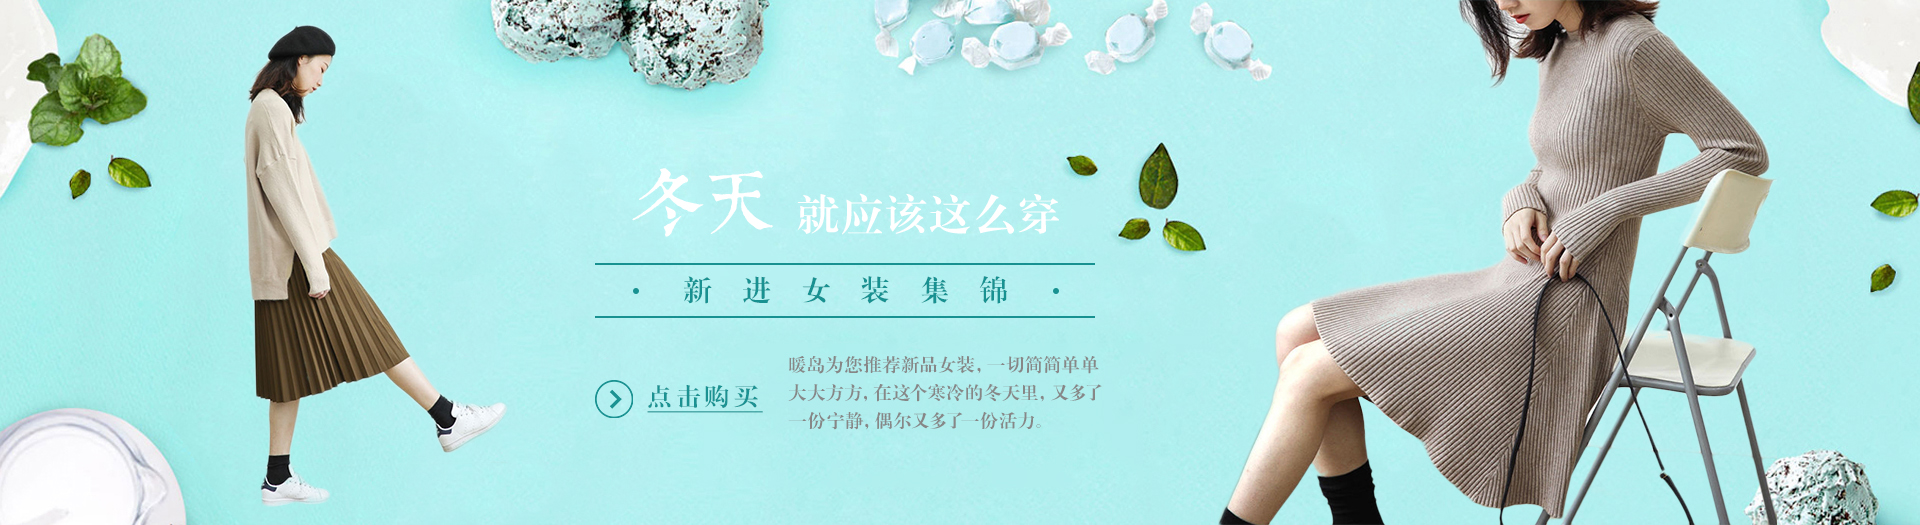 冬天 就应该这么穿
· 新进女装集锦 ·
点击购买
暖岛为您推荐新品女装, 一切简简单单
大大方方, 在这个寒冷的冬天里, 又多了
一份宁静, 偶尔又多了一份活力。